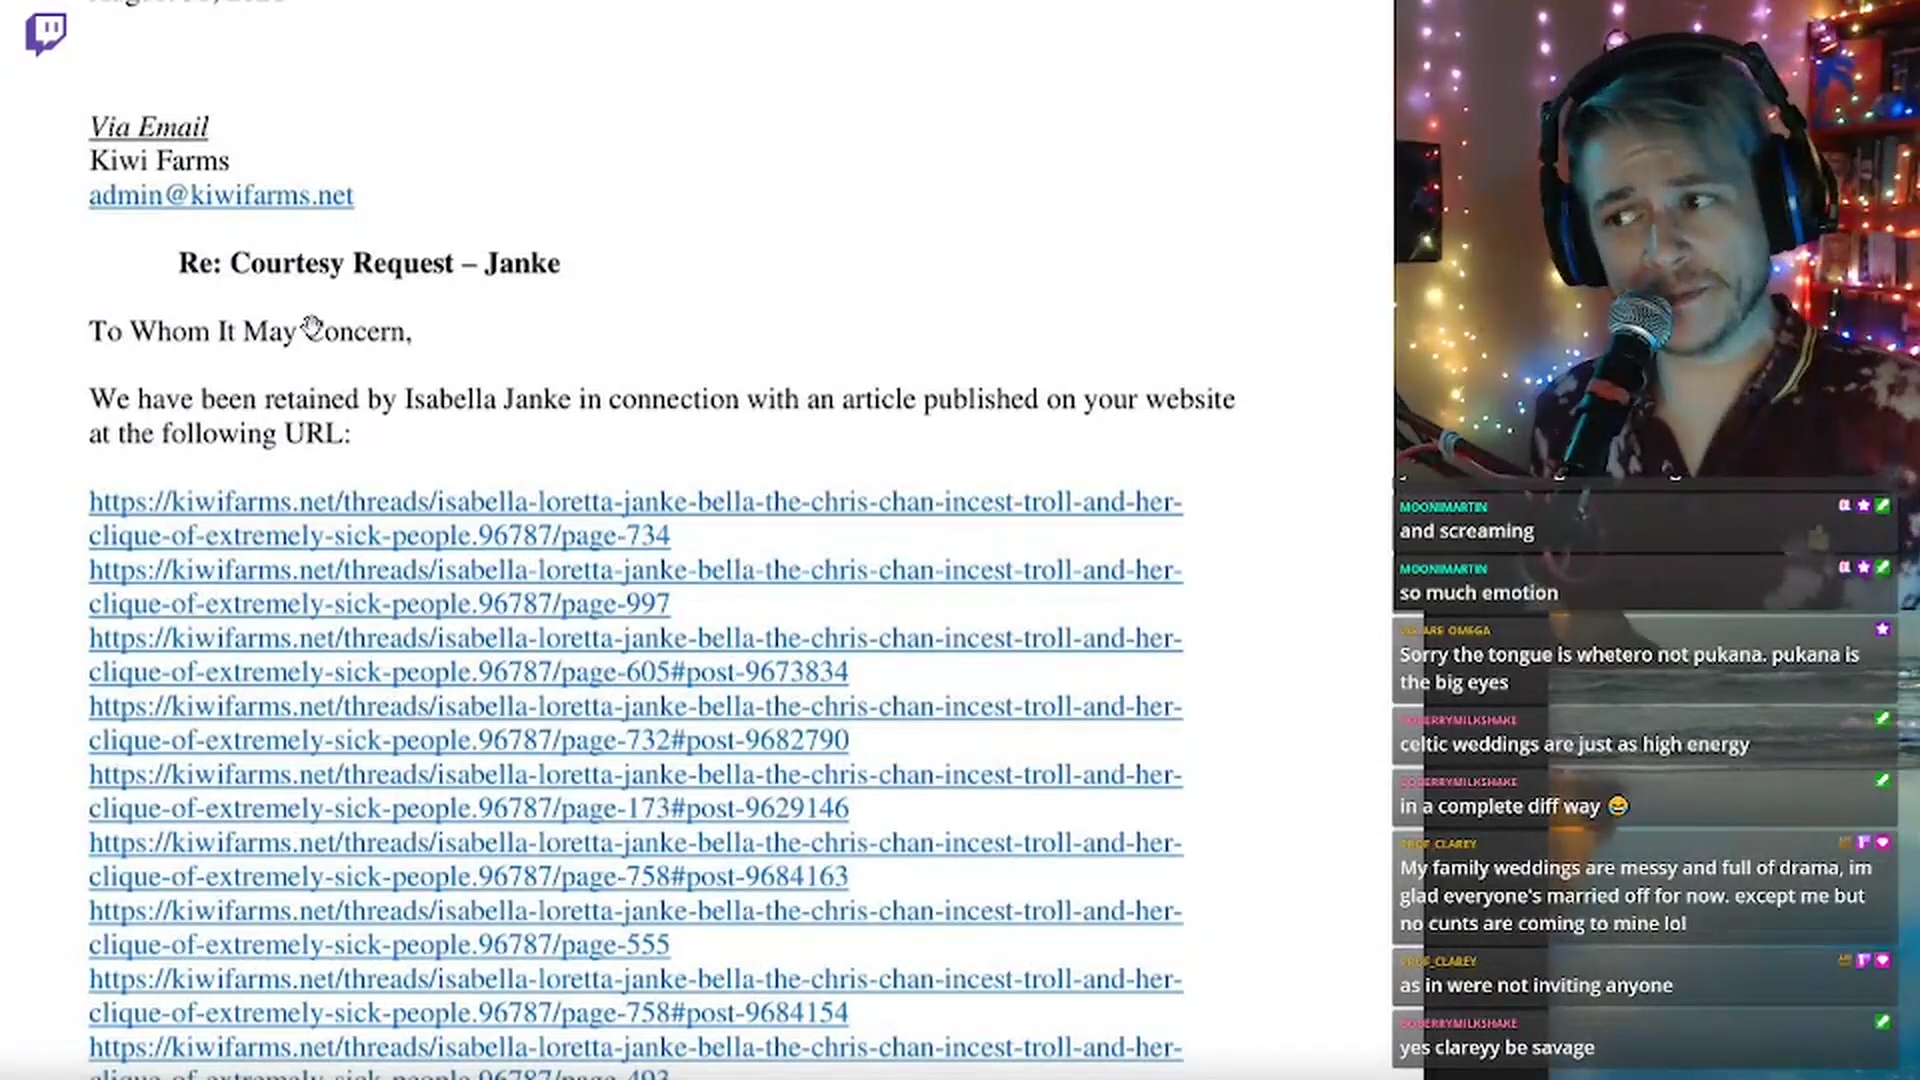 Via Email
Kiwi Farms
admin@kiwifarms.net
Re: Courtesy Request – Janke
To Whom It May Concern,
We have been retained by Isabella Janke in connection with an article published on your website
at the following URL:
https://kiwifarms.net/threads/isabella-loretta-janke-bella-the-chris-chan-incest-troll-and-her-
clique-of-extremely-sick-people.96787/page-734
https://kiwifarms.net/threads/isabella-loretta-janke-bella-the-chris-chan-incest-troll-and-her-
clique-of-extremely-sick-people.96787/page-997
https://kiwifarms.net/threads/isabella-loretta-janke-bella-the-chris-chan-incest-troll-and-her-
clique-of-extremely-sick-people.96787/page-605#post-9673834
https://kiwifarms.net/threads/isabella-loretta-janke-bella-the-chris-chan-incest-troll-and-her-
clique-of-extremely-sick-people.96787/page-732#post-9682790
https://kiwifarms.net/threads/isabella-loretta-janke-bella-the-chris-chan-incest-troll-and-her-
clique-of-extremely-sick-people.96787/page-173#post-9629146
https://kiwifarms.net/threads/isabella-loretta-janke-bella-the-chris-chan-incest-troll-and-her-
clique-of-extremely-sick-people.96787/page-758#post-9684163
https://kiwifarms.net/threads/isabella-loretta-janke-bella-the-chris-chan-incest-troll-and-her-
clique-of-extremely-sick-people.96787/page-555
https://kiwifarms.net/threads/isabella-loretta-janke-bella-the-chris-chan-incest-troll-and-her-
clique-of-extremely-sick-people.96787/page-758#post-9684154
https://kiwifarms.net/threads/isabella-loretta-janke-bella-the-chris-chan-incest-troll-and-her-
clique-of-extremely-sick-people.96787/page-493
MOONIMARTIN
and screaming
MOONIMARTIN
so much emotion
ARE OMEGA
Sorry the tongue is whetero not pukana. pukana is
the big eyes
celtic weddings are just as high energy
in a complete diff way
PROF_CLAREY
My family weddings are messy and full of drama, im
glad everyone's married off for now. except me but
no cunts are coming to mine lol
PROF_CLAREY
as in were not inviting anyone
yes clareyy be savage